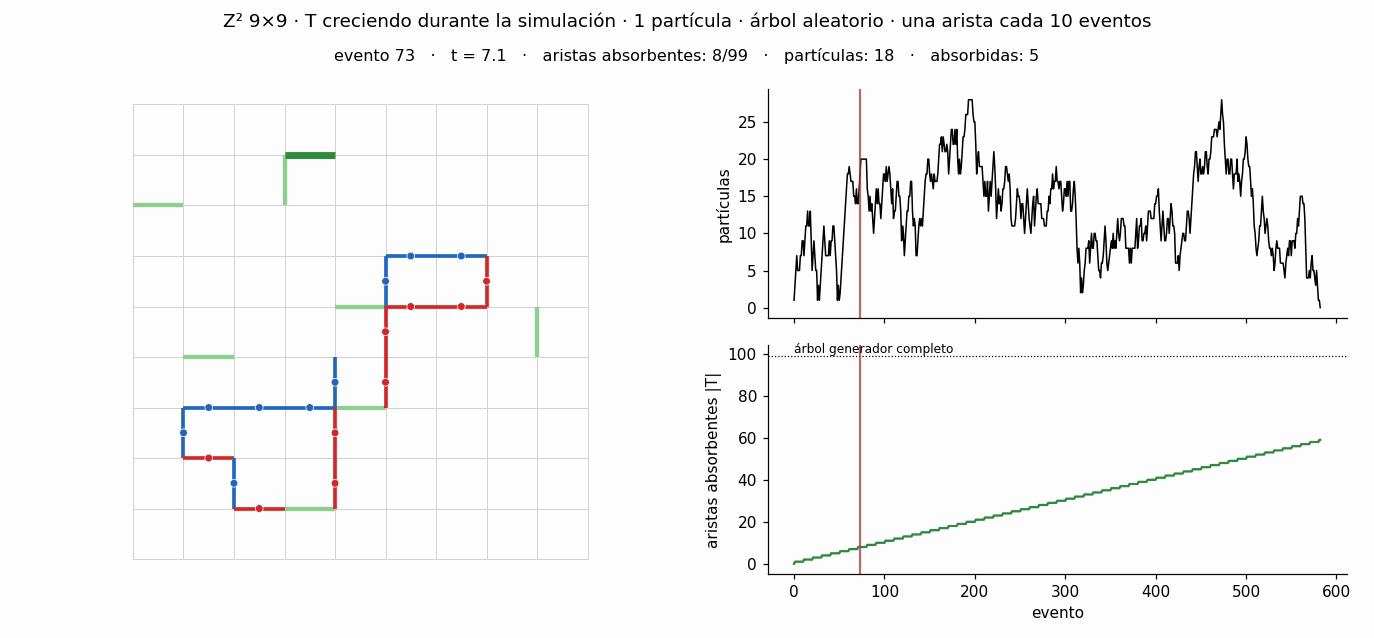 Z² 9×9 · T creciendo durante la simulación · 1 partícula · árbol aleatorio · una arista cada 10 eventos
evento 73 · t = 7.1 · aristas absorbentes: 8/99 · partículas: 18 · absorbidas: 5
partículas
25
20
15
10
5
0
aristas absorbentes |T|
100
80
60
40
20
0
árbol generador completo
0 100 200 300 400 500 600
evento